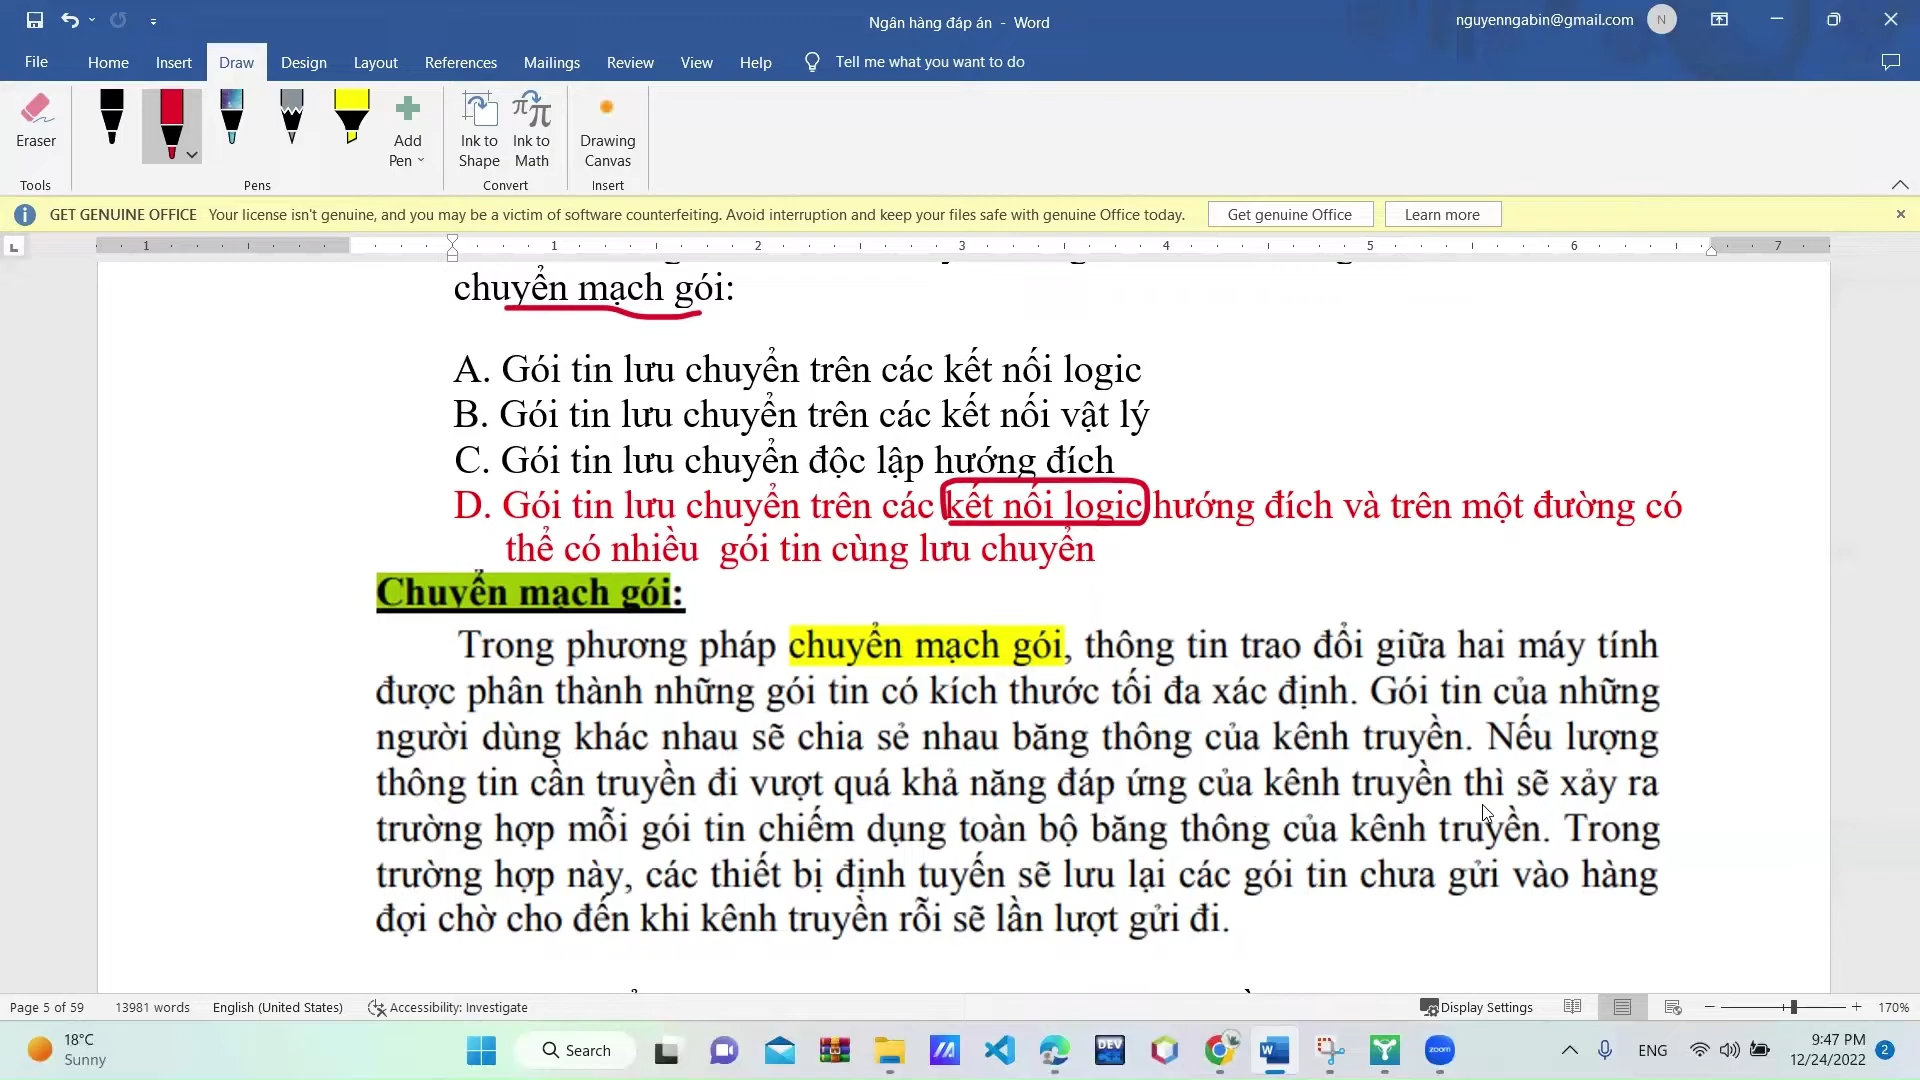 Ngân hàng đáp án - Word
nguyenngabin@gmail.com
N
File Home Insert Draw Design Layout References Mailings Review View Help Tell me what you want to do
Eraser
Add Pen
Ink to Shape
Ink to Math
Drawing Canvas
Tools Pens Convert Insert
GET GENUINE OFFICE Your license isn't genuine, and you may be a victim of software counterfeiting. Avoid interruption and keep your files safe with genuine Office today. Get genuine Office Learn more
1 1 2 3 4 5 6 7
chuyển mạch gói:
A. Gói tin lưu chuyển trên các kết nối logic
B. Gói tin lưu chuyển trên các kết nối vật lý
C. Gói tin lưu chuyển độc lập hướng đích
D. Gói tin lưu chuyển trên các kết nối logic hướng đích và trên một đường có
thể có nhiều gói tin cùng lưu chuyển
Chuyển mạch gói:
Trong phương pháp chuyển mạch gói, thông tin trao đổi giữa hai máy tính
được phân thành những gói tin có kích thước tối đa xác định. Gói tin của những
người dùng khác nhau sẽ chia sẻ nhau băng thông của kênh truyền. Nếu lượng
thông tin cần truyền đi vượt quá khả năng đáp ứng của kênh truyền thì sẽ xảy ra
trường hợp mỗi gói tin chiếm dụng toàn bộ băng thông của kênh truyền. Trong
trường hợp này, các thiết bị định tuyến sẽ lưu lại các gói tin chưa gửi vào hàng
đợi chờ cho đến khi kênh truyền rỗi sẽ lần lượt gửi đi.
Page 5 of 59 13981 words English (United States) Accessibility: Investigate Display Settings 170%
18°C
Sunny
Search
DEV
zoom
ENG
9:47 PM
12/24/2022
2